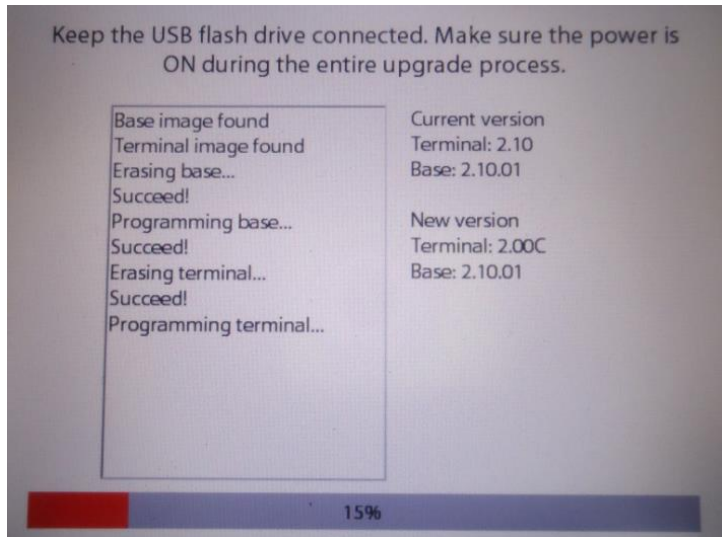 Keep the USB flash drive connected. Make sure the power is
ON during the entire upgrade process.
Base image found
Terminal image found
Erasing base...
Succeed!
Programming base...
Succeed!
Erasing terminal...
Succeed!
Programming terminal...
Current version
Terminal: 2.10
Base: 2.10.01
New version
Terminal: 2.00C
Base: 2.10.01
15%